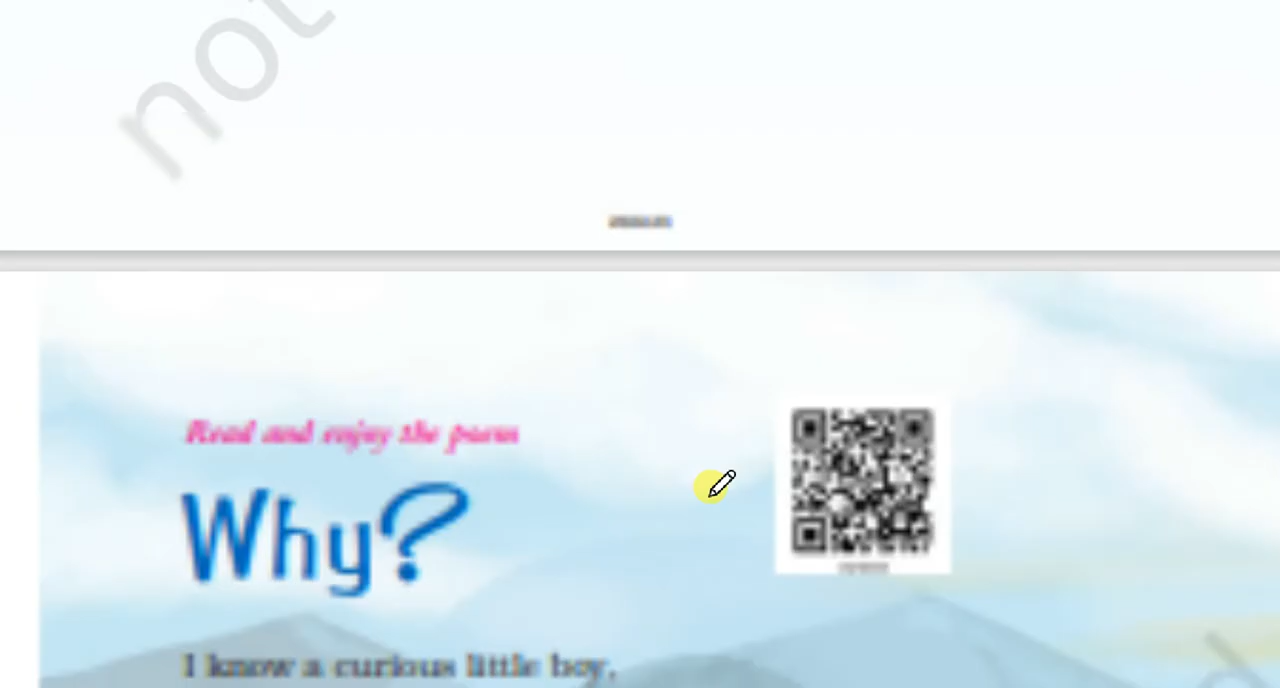 not
Read and enjoy the poem
Why?
I know a curious little boy,
d